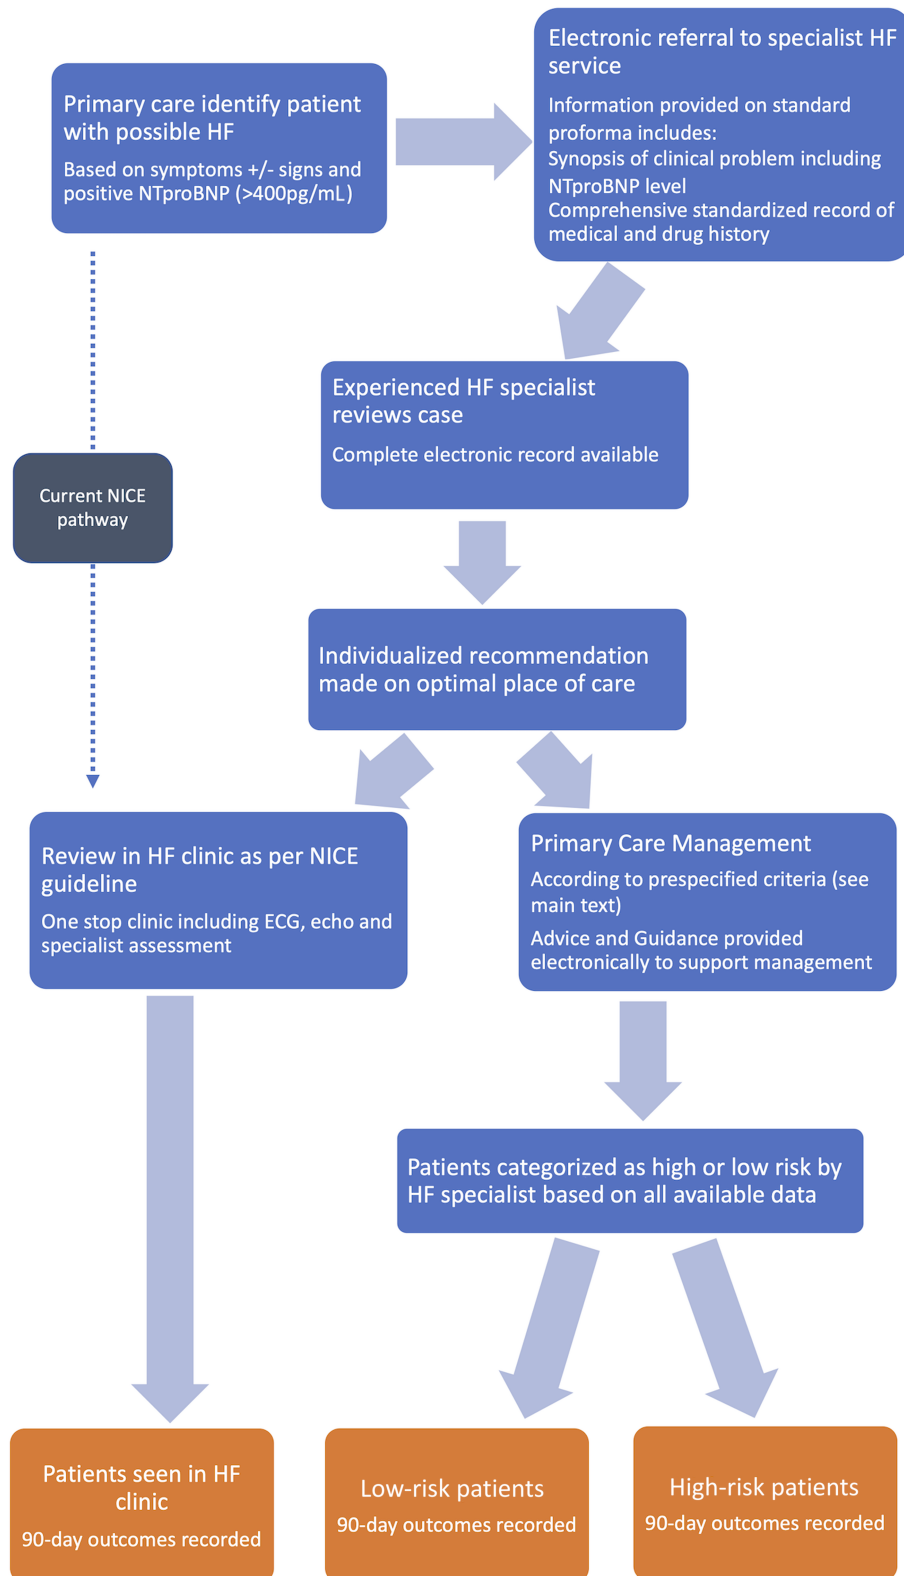 Primary care identify patient
with possible HF
Based on symptoms +/- signs and
positive NTproBNP (>400pg/mL)
Electronic referral to specialist HF
service
Information provided on standard
proforma includes:
Synopsis of clinical problem including
NTproBNP level
Comprehensive standardized record of
medical and drug history
Experienced HF specialist
reviews case
Complete electronic record available
Current NICE
pathway
Individualized recommendation
made on optimal place of care
Review in HF clinic as per NICE
guideline
One stop clinic including ECG, echo and
specialist assessment
Primary Care Management
According to prespecified criteria (see
main text)
Advice and Guidance provided
electronically to support management
Patients categorized as high or low risk by
HF specialist based on all available data
Patients seen in HF
clinic
90-day outcomes recorded
Low-risk patients
90-day outcomes recorded
High-risk patients
90-day outcomes recorded